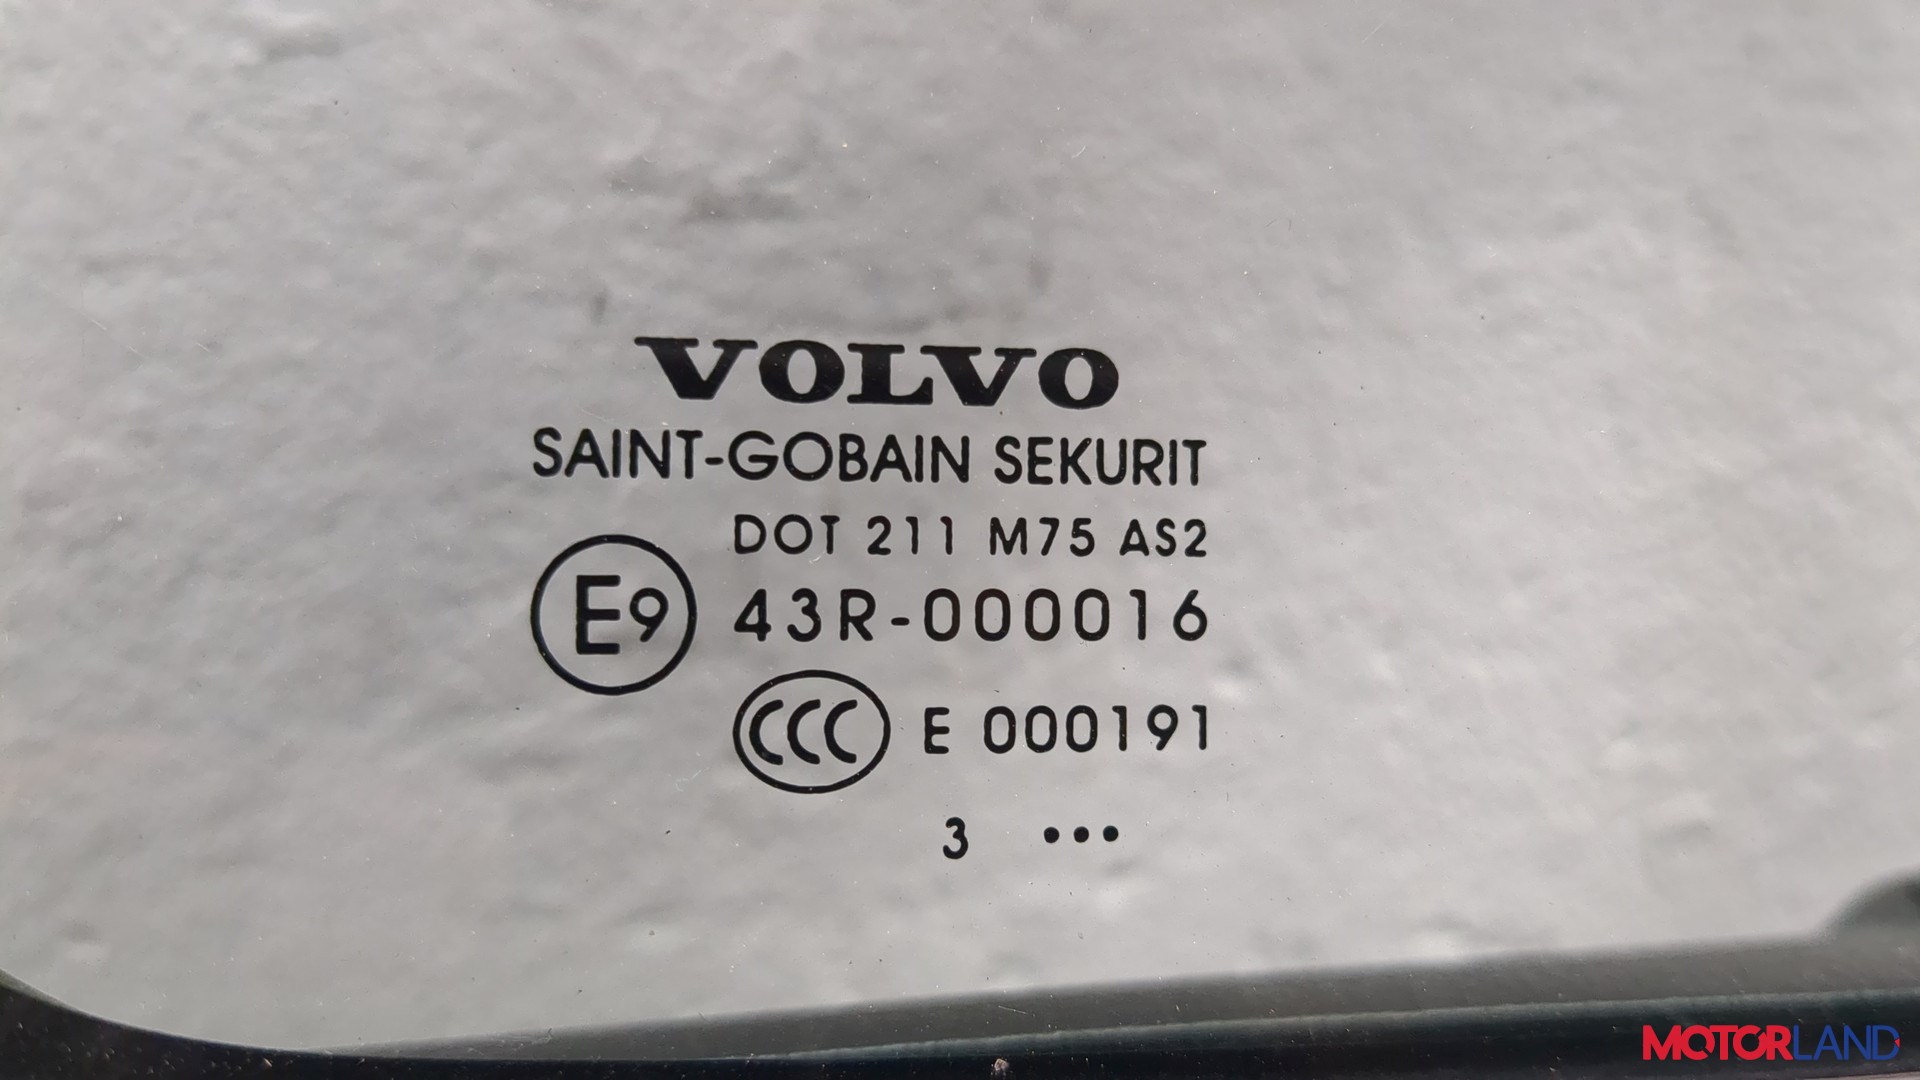 VOLVO
SAINT-GOBAIN SEKURIT
DOT 211 M75 AS2
E9 43R-000016
CCC E 000191
3 •••
MOTORLAND